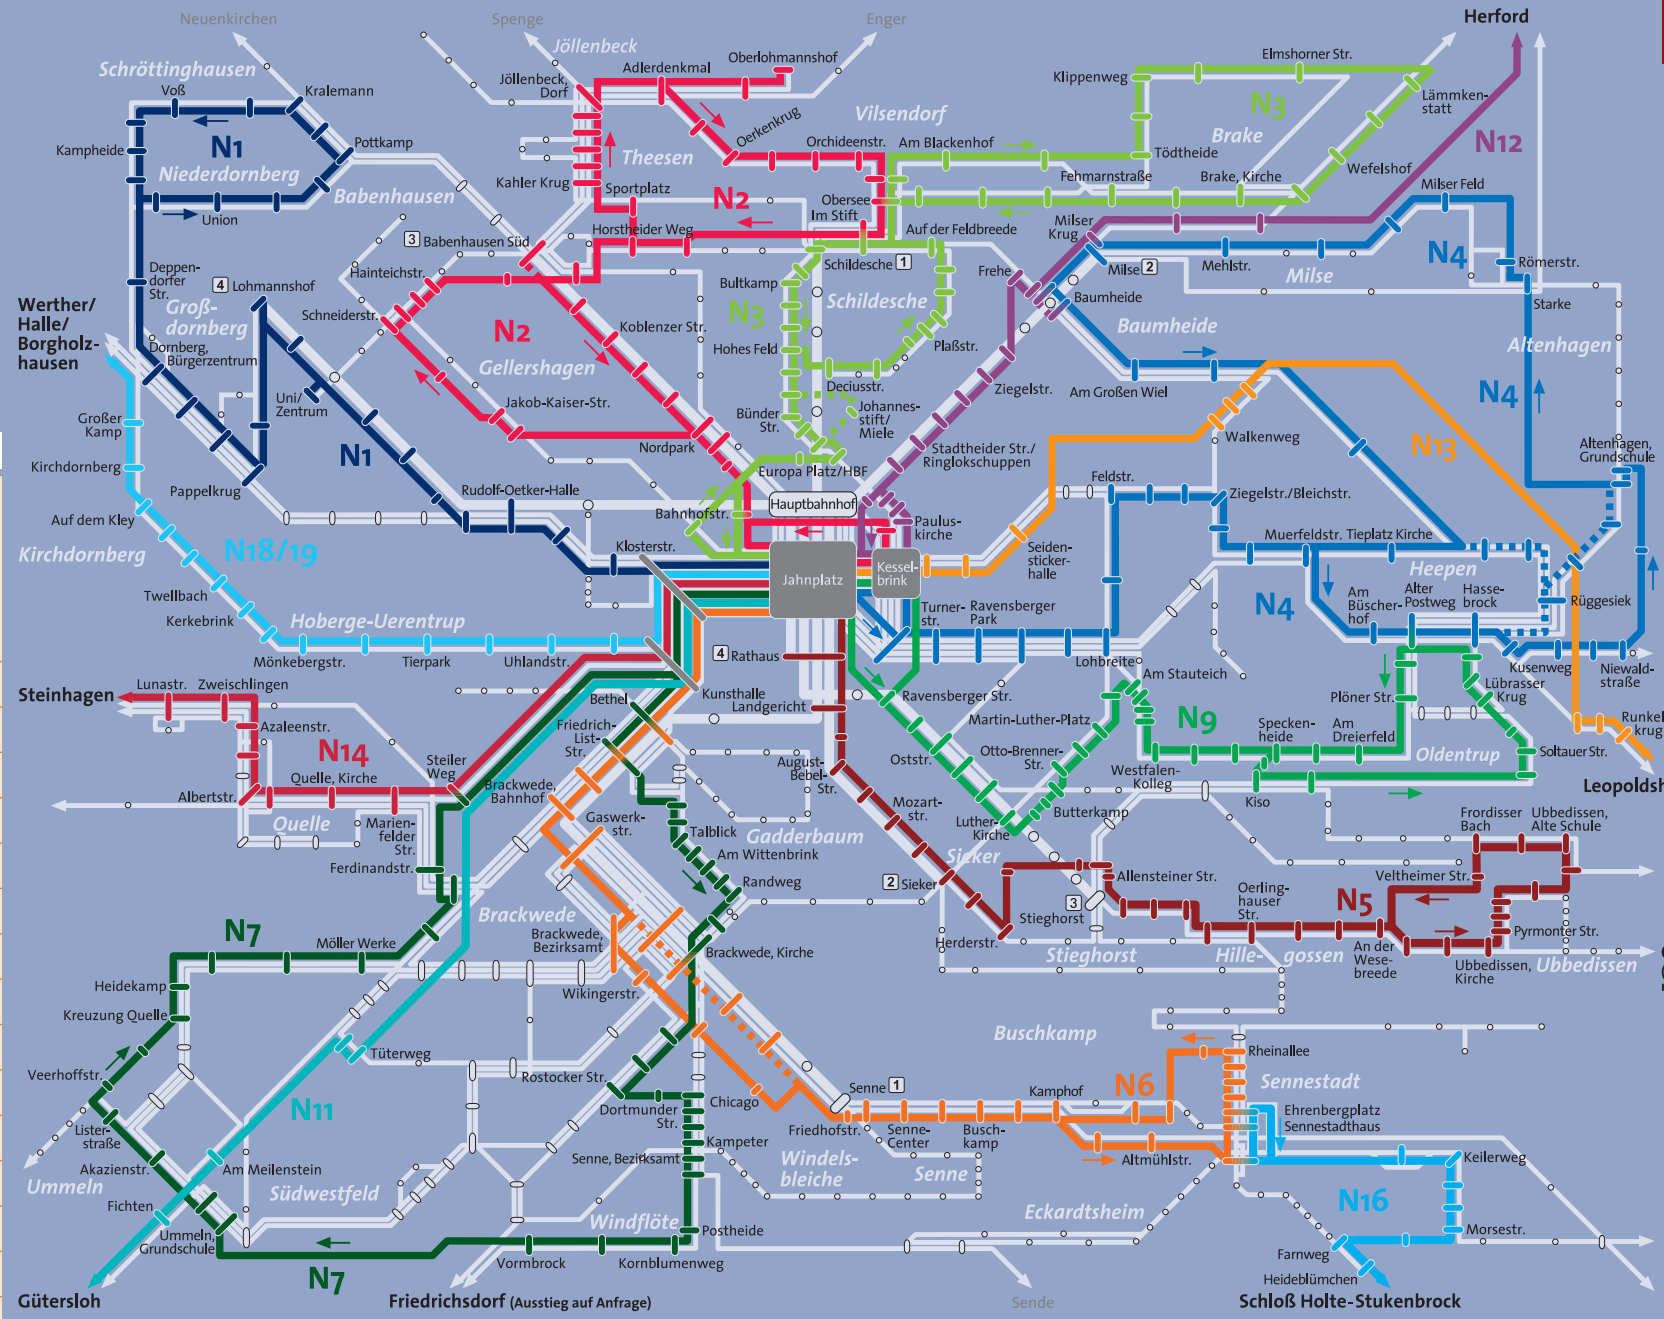 Neuenkirchen
Spenge
Enger
Herford
Jöllenbeck
Schröttinghausen
Voß
Kralemann
Jöllenbeck,
Dorf
Adlerdenkmal
Oberlohmannshof
Klippenweg
Elmshorner Str.
Lämmken-
statt
N1
Kampheide
Niederdornberg
Pottkamp
Babenhausen
Union
Theesen
Kahler Krug
Sportplatz
Oerkenkrug
Orchideenstr.
Vilsendorf
Am Blackenhof
Tödtheide
N3
Brake
N12
Fehmarnstraße
Brake, Kirche
Wefelshof
Milser Feld
N2
Obersee
Im Stift
Auf der Feldbreede
Milser
Krug
3 Babenhausen Süd
Horstheider Weg
Schildesche 1
Hainteichstr.
Frehe
Milse 2
Mehlstr.
Milse
N4
Römerstr.
Starke
Deppen-
dorfer
Str.
4 Lohmannshof
Groß-
dornberg
Schneiderstr.
N2
Koblenzer Str.
Gellershagen
Bultkamp
N3
Schildesche
Hohes Feld
Plaßstr.
Deciusstr.
Baumheide
Baumheide
Altenhagen
Werther/
Halle/
Borgholz-
hausen
Dornberg,
Bürgerzentrum
Uni/
Zentrum
Jakob-Kaiser-Str.
Nordpark
Bünder
Str.
Johannes-
stift/
Miele
Ziegelstr.
Am Großen Wiel
N4
Großer
Kamp
Kirchdornberg
N1
Pappelkrug
Rudolf-Oetker-Halle
Europa Platz/HBF
Stadtheider Str./
Ringlokschuppen
Walkenweg
N13
Altenhagen,
Grundschule
Auf dem Kley
Kirchdornberg
N18/19
Hauptbahnhof
Bahnhofstr.
Paulus-
kirche
Feldstr.
Ziegelstr./Bleichstr.
Klosterstr.
Jahnplatz
Kessel-
brink
Seiden-
sticker-
halle
Muerfeldstr.
Tieplatz Kirche
Heepen
Twellbach
Kerkebrink
Hoberge-Uerentrup
Turner-
str.
Ravensberger
Park
N4
Am
Büscher-
hof
Alter
Postweg
Hasse-
brock
Rüggesiek
Mönkebergstr.
Tierpark
Uhlandstr.
4 Rathaus
Lohbreite
Am Stauteich
Kusenweg
Niewald-
straße
Steinhagen
Lunastr.
Zweischlingen
Bethel
Kunsthalle
Landgericht
Ravensberger Str.
Plöner Str.
Lübrasser
Krug
Azaleenstr.
N14
Friedrich-
List-
Str.
Martin-Luther-Platz
N9
Specken-
heide
Am
Dreierfeld
Runkel
krug
Steiler
Weg
Quelle, Kirche
Albertstr.
Brackwede,
Bahnhof
August-
Bebel-
Str.
Oststr.
Otto-Brenner-
Str.
Westfalen-
Kolleg
Oldentrup
Soltauer Str.
Kiso
Quelle
Marien-
felder
Str.
Gaswerk-
str.
Talblick
Gadderbaum
Mozart-
str.
Luther-
Kirche
Butterkamp
Frordisser
Bach
Ubbedissen,
Alte Schule
Ferdinandstr.
Am Wittenbrink
Randweg
2 Sieker
Sieker
Allensteiner Str.
3
Stieghorst
Oerling-
hauser
Str.
Veltheimer Str.
N5
N7
Möller Werke
Brackwede
Brackwede,
Bezirksamt
Brackwede, Kirche
Herderstr.
Stieghorst
Hille-
gossen
An der
Wese-
breede
Pyrmonter Str.
Ubbedissen,
Kirche
Ubbedissen
Heidekamp
Kreuzung Quelle
Wikingerstr.
Buschkamp
Veerhoffstr.
Tüterweg
Rostocker Str.
Rheinallee
N11
Dortmunder
Str.
Chicago
Senne 1
Kamphof
N6
Sennestadt
Lister-
straße
Friedhofstr.
Senne-
Center
Busch-
kamp
Ehrenbergplatz
Sennestadthaus
Akazienstr.
Am Meilenstein
Senne, Bezirksamt
Kampeter
Windels-
bleiche
Senne
Altmühlstr.
Keilerweg
Ummeln
Südwestfeld
Fichten
Ummeln,
Grundschule
Windflöte
Postheide
Eckardtsheim
N16
Morsestr.
N7
Vormbrock
Kornblumenweg
Farnweg
Heideblümchen
Gütersloh
Friedrichsdorf (Ausstieg auf Anfrage)
Sende
Schloß Holte-Stukenbrock